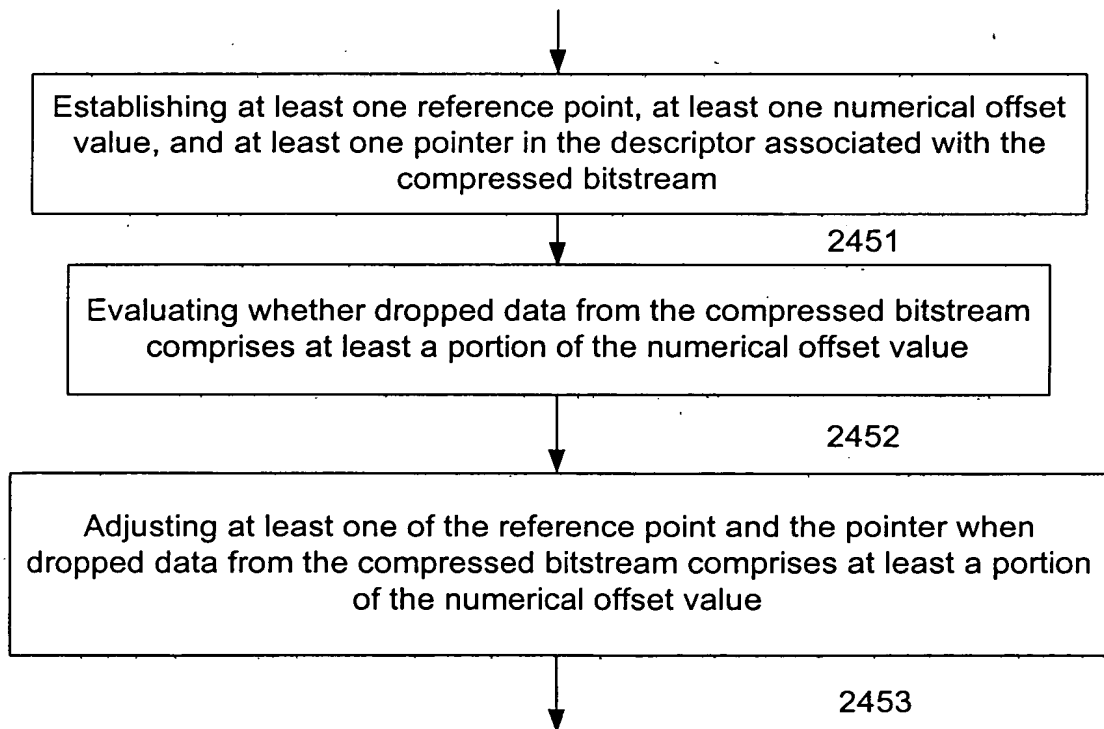 Establishing at least one reference point, at least one numerical offset
value, and at least one pointer in the descriptor associated with the
compressed bitstream
2451
Evaluating whether dropped data from the compressed bitstream
comprises at least a portion of the numerical offset value
2452
Adjusting at least one of the reference point and the pointer when
dropped data from the compressed bitstream comprises at least a portion
of the numerical offset value
2453